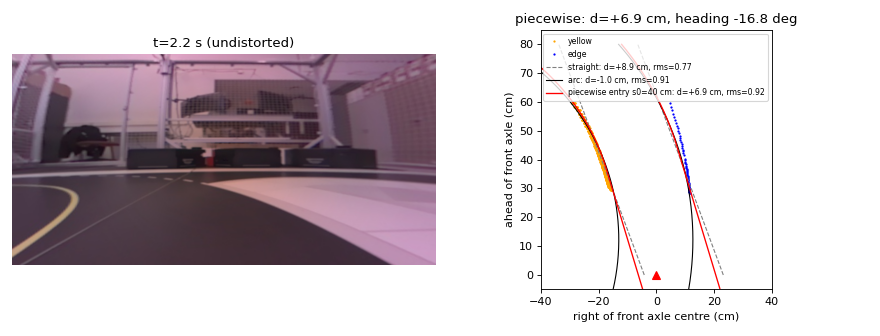 t=2.2 s (undistorted)
piecewise: d=+6.9 cm, heading -16.8 deg
yellow
edge
straight: d=+8.9 cm, rms=0.77
arc: d=-1.0 cm, rms=0.91
piecewise entry s0=40 cm: d=+6.9 cm, rms=0.92
ahead of front axle (cm)
80
70
60
50
40
30
20
10
0
−40
−20
0
20
40
right of front axle centre (cm)